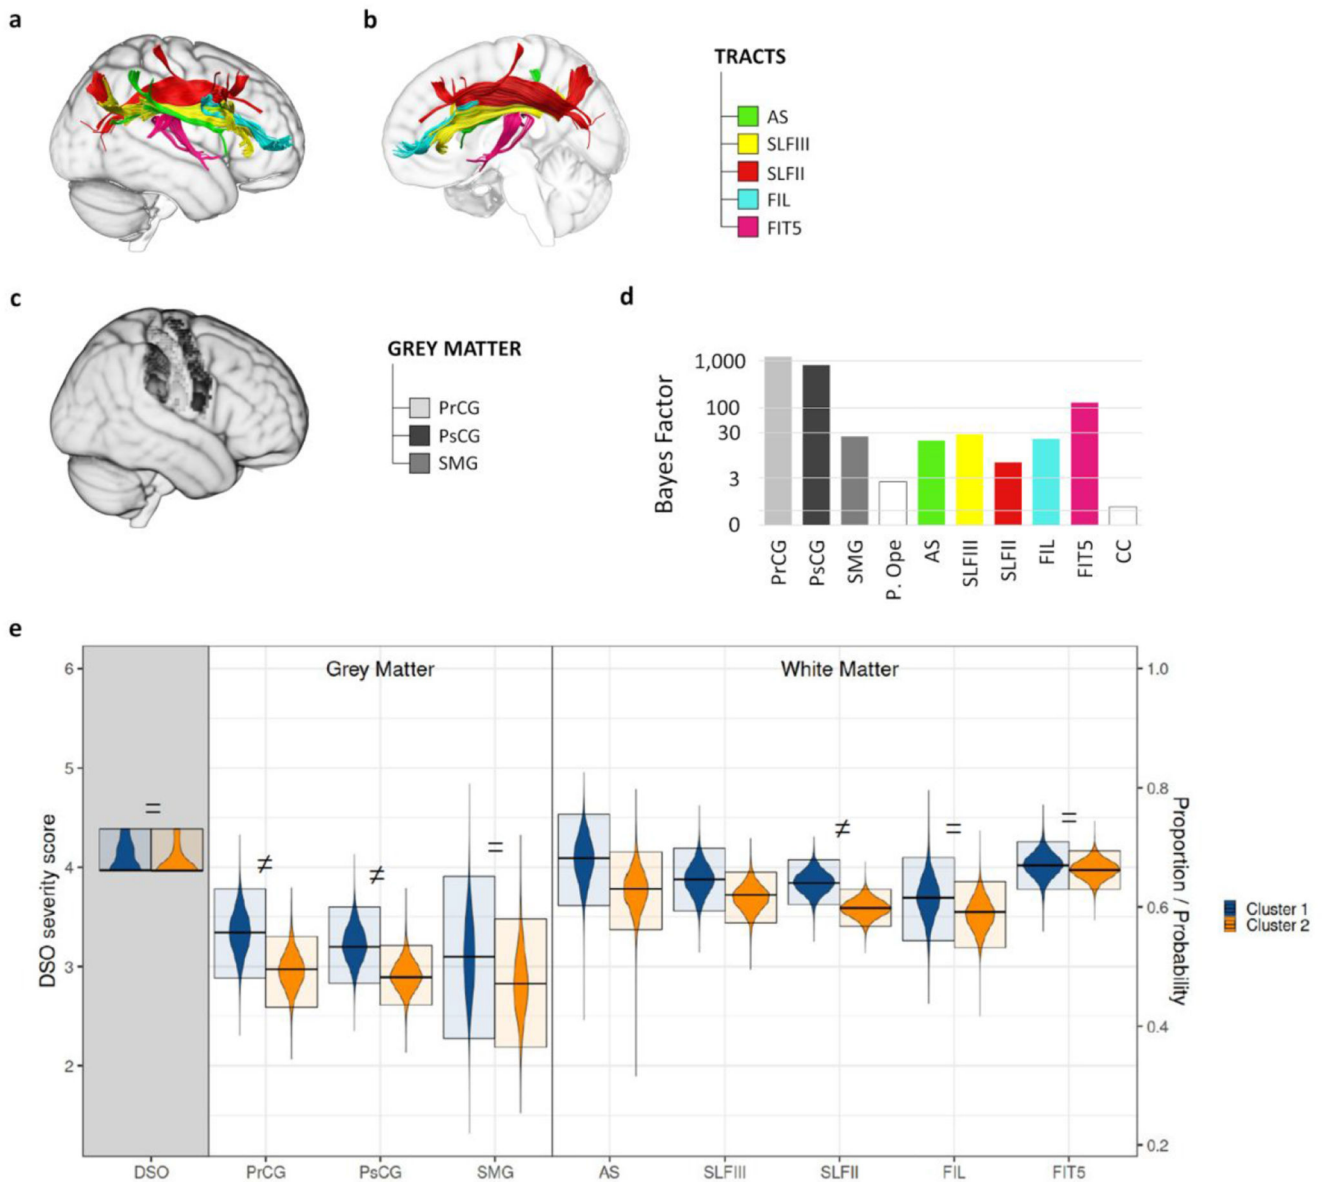 a
b
TRACTS
AS
SLFIII
SLFII
FIL
FIT5
c
GREY MATTER
PrCG
PsCG
SMG
d
Bayes Factor
1,000
100
30
3
0
PrCG
PsCG
SMG
P. Ope
AS
SLFIII
SLFII
FIL
FIT5
CC
e
Grey Matter
White Matter
DSO severity score
6
5
4
3
2
=
≠
≠
=
≠
=
=
1.0
0.8
0.6
0.4
0.2
Proportion / Probability
Cluster 1
Cluster 2
DSO
PrCG
PsCG
SMG
AS
SLFIII
SLFII
FIL
FIT5